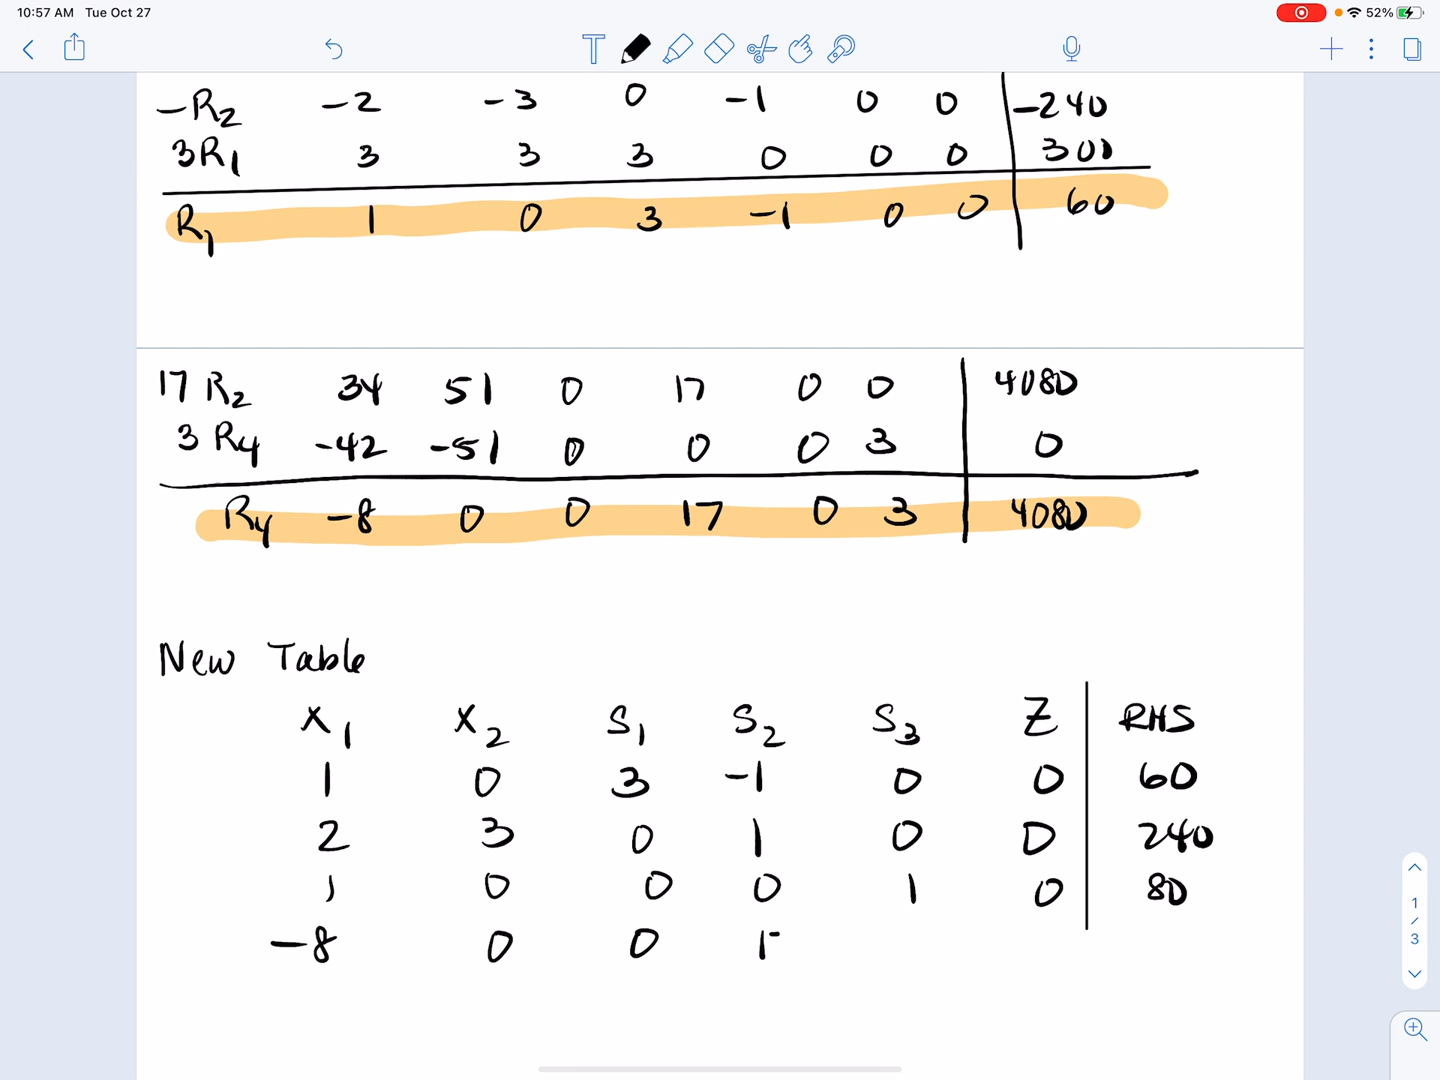 10:57 AM Tue Oct 27 52%
T
-R2 -2 -3 0 -1 0 0 -240
3R1 3 3 3 0 0 0 300
R1 1 0 3 -1 0 0 60
17 R2 34 51 0 17 0 0 4080
3 R4 -42 -51 0 0 0 3 0
R4 -8 0 0 17 0 3 4080
New Table
X1 X2 S1 S2 S3 Z RHS
1 0 3 -1 0 0 60
2 3 0 1 0 0 240
1 0 0 0 1 0 80
-8 0 0 1
1
/
3